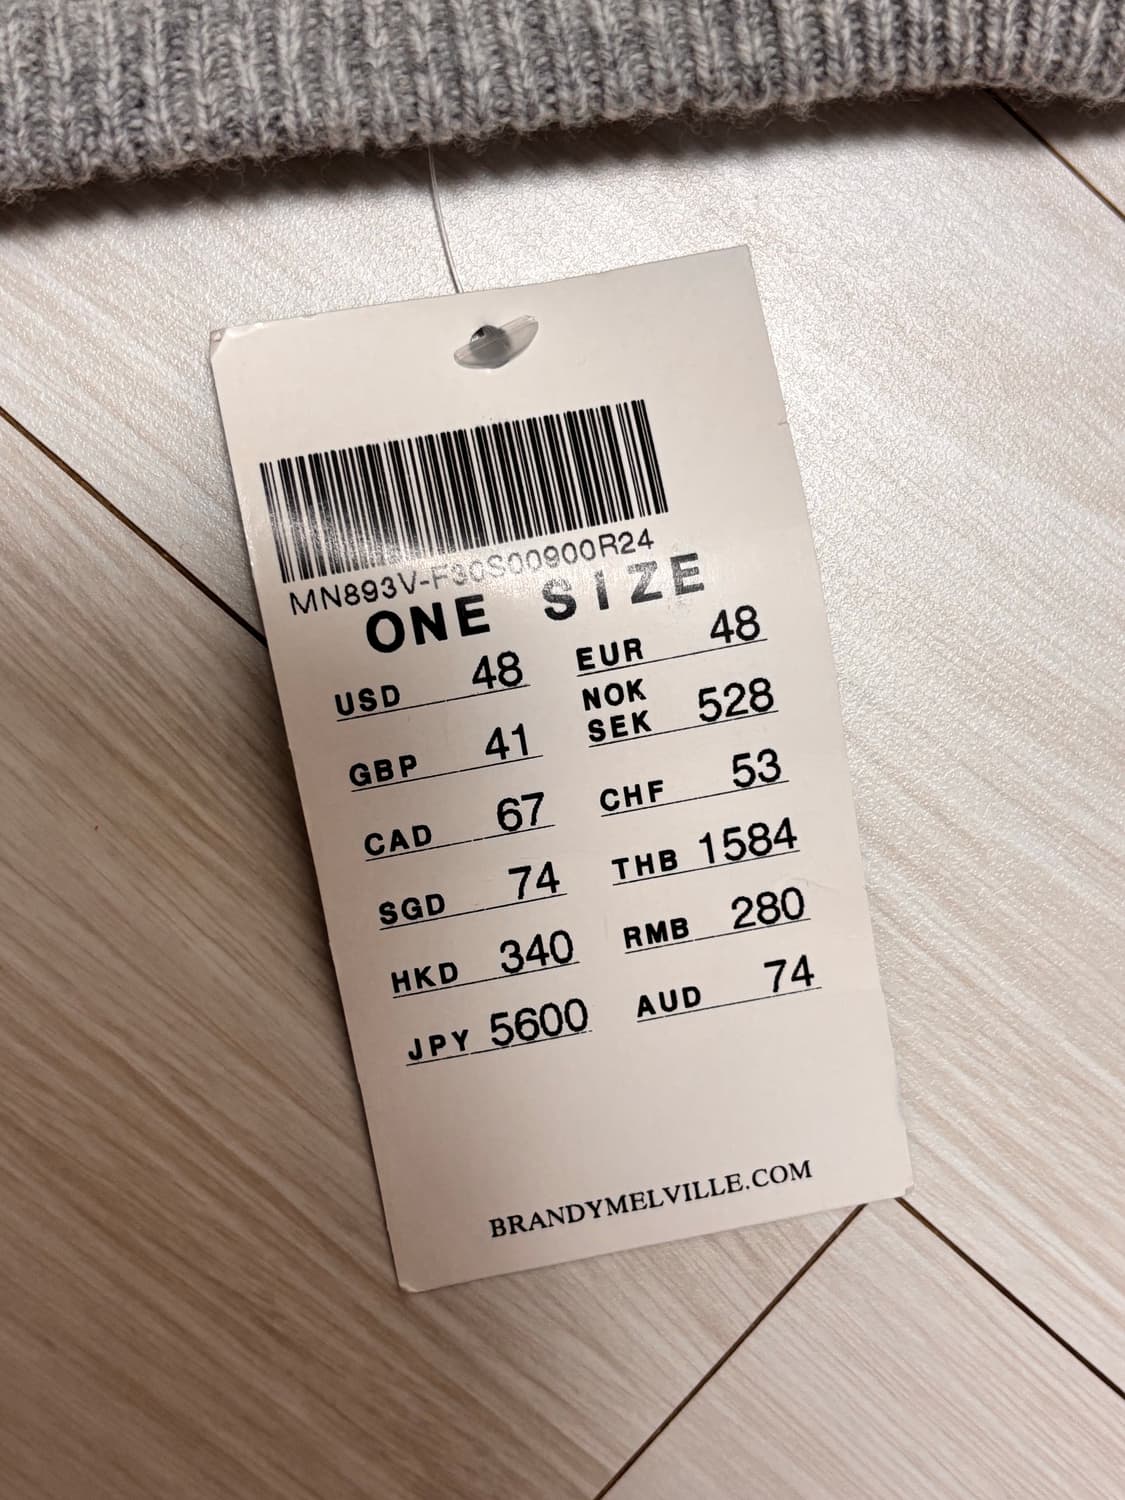 MN893V-F30S00900R24
ONE SIZE
USD 48
EUR 48
GBP 41
NOK
SEK 528
CAD 67
CHF 53
SGD 74
THB 1584
HKD 340
RMB 280
JPY 5600
AUD 74
BRANDYMELVILLE.COM